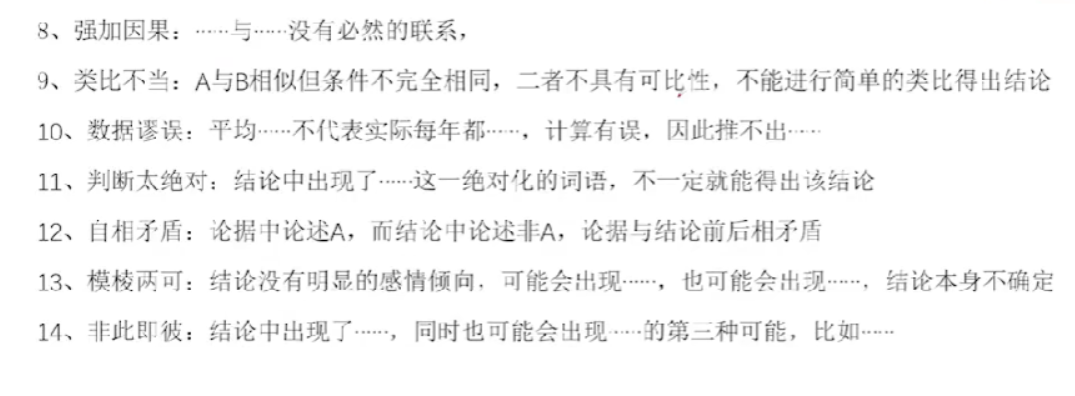 8、强加因果：······与······没有必然的联系，
9、类比不当：A与B相似但条件不完全相同，二者不具有可比性，不能进行简单的类比得出结论
10、数据谬误：平均······不代表实际每年都······，计算有误，因此推不出······
11、判断太绝对：结论中出现了······这一绝对化的词语，不一定就能得出该结论
12、自相矛盾：论据中论述A，而结论中论述非A，论据与结论前后相矛盾
13、模棱两可：结论没有明显的感情倾向，可能会出现······，也可能会出现······，结论本身不确定
14、非此即彼：结论中出现了······，同时也可能会出现······的第三种可能，比如······